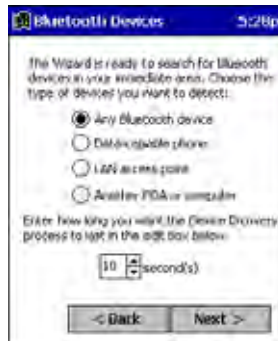 Bluetooth Devices 5:28p
The Wizard is ready to search for Bluetooth
devices in your immediate area. Choose the
type of devices you want to detect:
Any Bluetooth device
Data-capable phone
LAN access point
Another PDA or computer
Enter how long you want the Device Discovery
process to last in the edit box below:
10 second(s)
< Back Next >